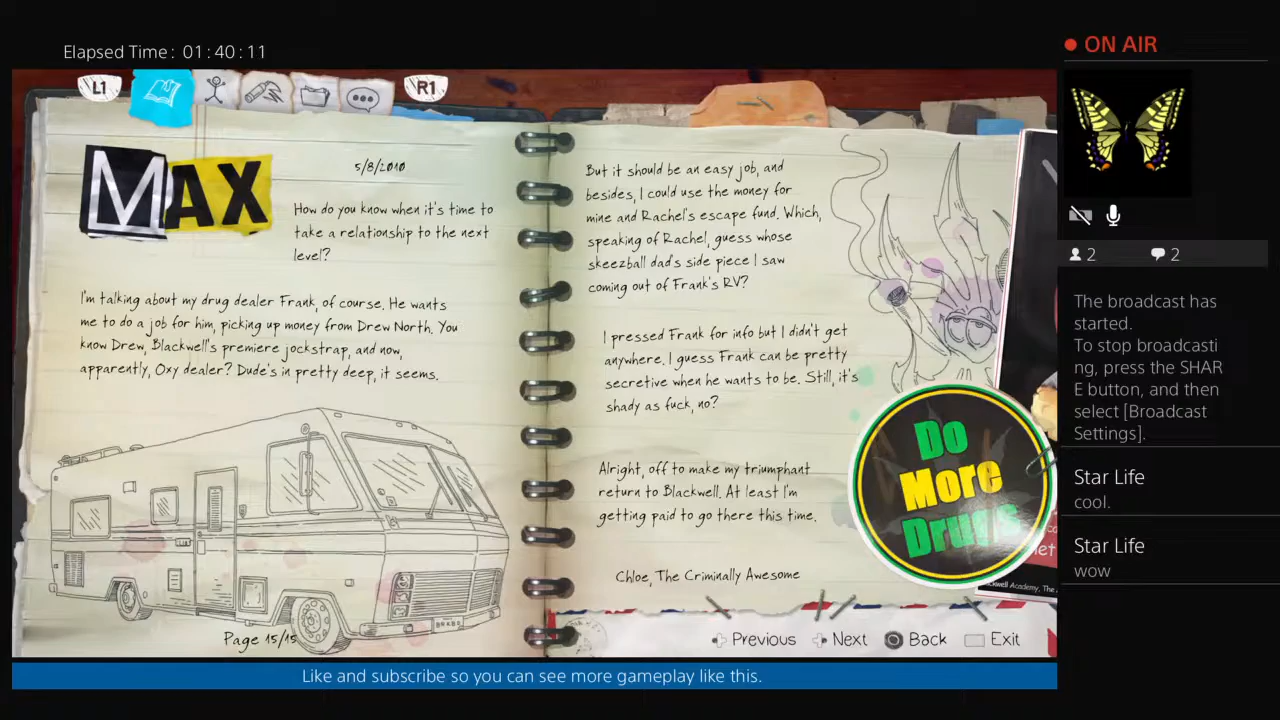 Elapsed Time: 01:40:11
ON AIR
L1
R1
MAX
5/8/2010
How do you know when it's time to
take a relationship to the next
level?
I'm talking about my drug dealer Frank, of course. He wants
me to do a job for him, picking up money from Drew North. You
know Drew, Blackwell's premiere jockstrap, and now,
apparently, Oxy dealer? Dude's in pretty deep, it seems.
Page 15/15
But it should be an easy job, and
besides, I could use the money for
mine and Rachel's escape fund. Which,
speaking of Rachel, guess whose
skeezball dad's side piece I saw
coming out of Frank's RV?
I pressed Frank for info but I didn't get
anywhere. I guess Frank can be pretty
secretive when he wants to be. Still, it's
shady as fuck, no?
Alright, off to make my triumphant
return to Blackwell. At least I'm
getting paid to go there this time.
Chloe, The Criminally Awesome
Do
More
Drugs
Previous
Next
Back
Exit
2
2
The broadcast has
started.
To stop broadcasti
ng, press the SHAR
E button, and then
select [Broadcast
Settings].
Star Life
cool.
Star Life
wow
Like and subscribe so you can see more gameplay like this.